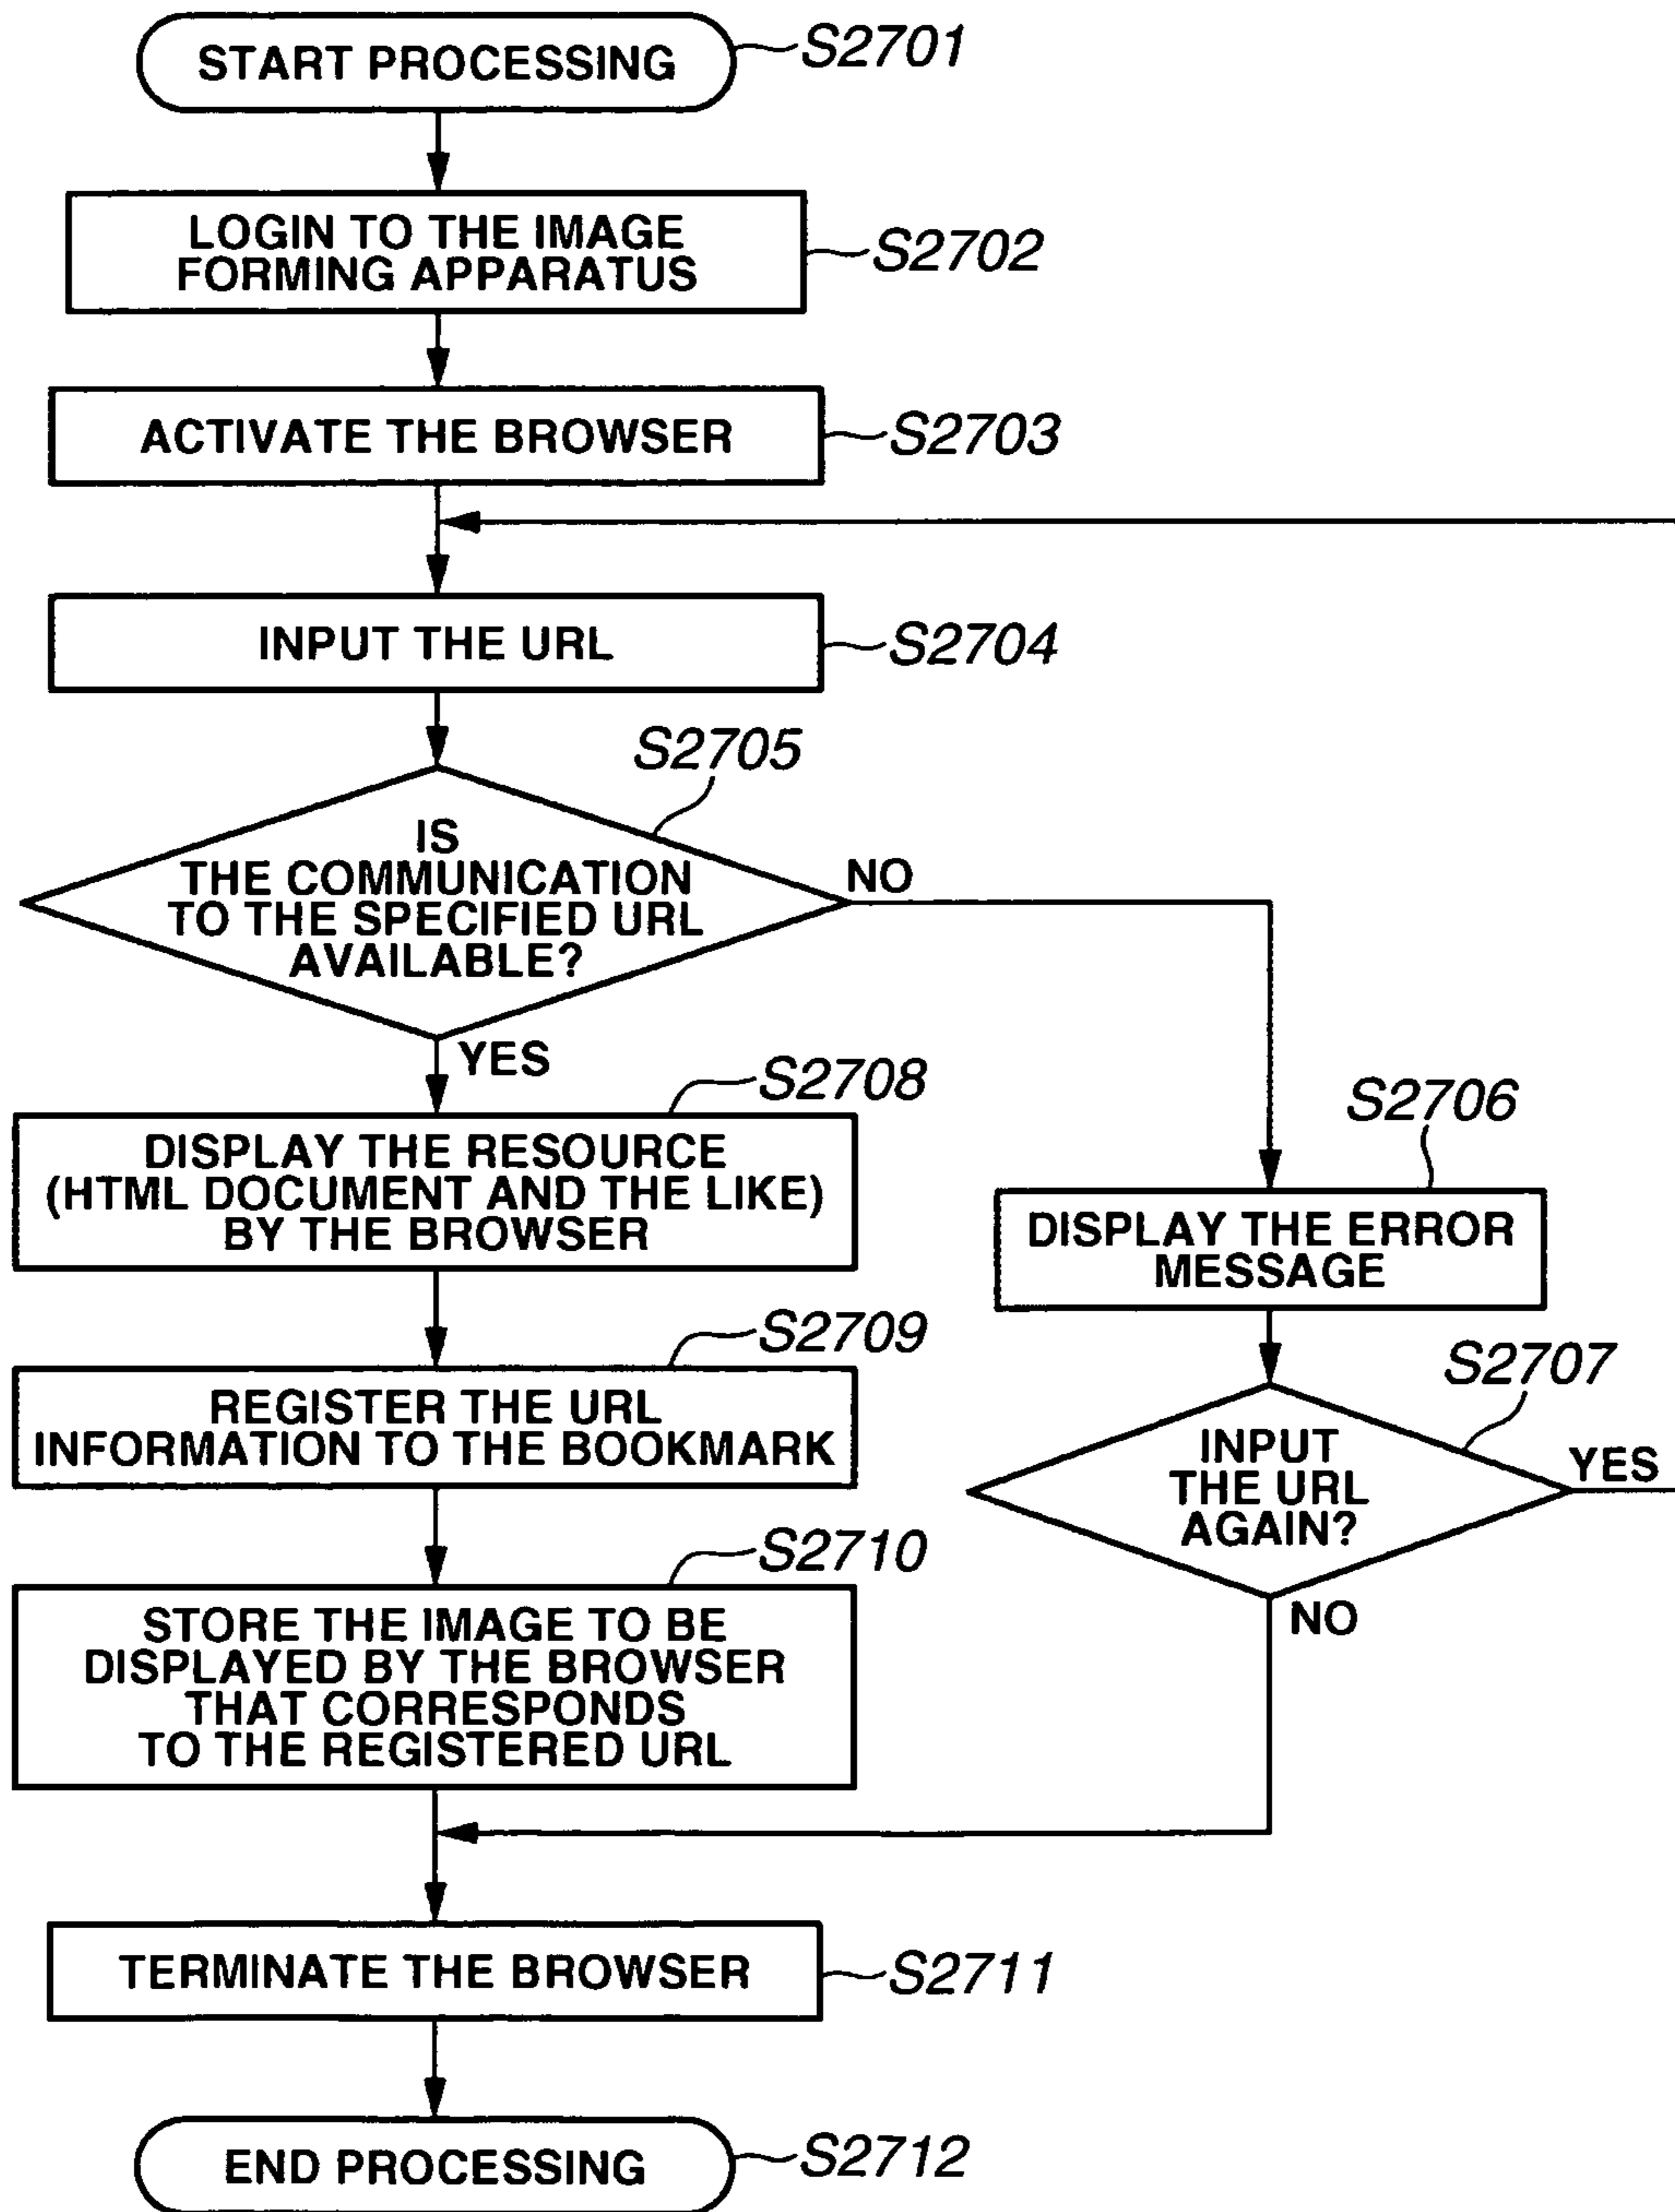 START PROCESSING
S2701
LOGIN TO THE IMAGE
FORMING APPARATUS
S2702
ACTIVATE THE BROWSER
S2703
INPUT THE URL
S2704
S2705
IS
THE COMMUNICATION
TO THE SPECIFIED URL
AVAILABLE?
NO
YES
S2708
DISPLAY THE RESOURCE
(HTML DOCUMENT AND THE LIKE)
BY THE BROWSER
S2706
DISPLAY THE ERROR
MESSAGE
S2709
REGISTER THE URL
INFORMATION TO THE BOOKMARK
S2707
INPUT
THE URL
AGAIN?
YES
NO
S2710
STORE THE IMAGE TO BE
DISPLAYED BY THE BROWSER
THAT CORRESPONDS
TO THE REGISTERED URL
TERMINATE THE BROWSER
S2711
END PROCESSING
S2712